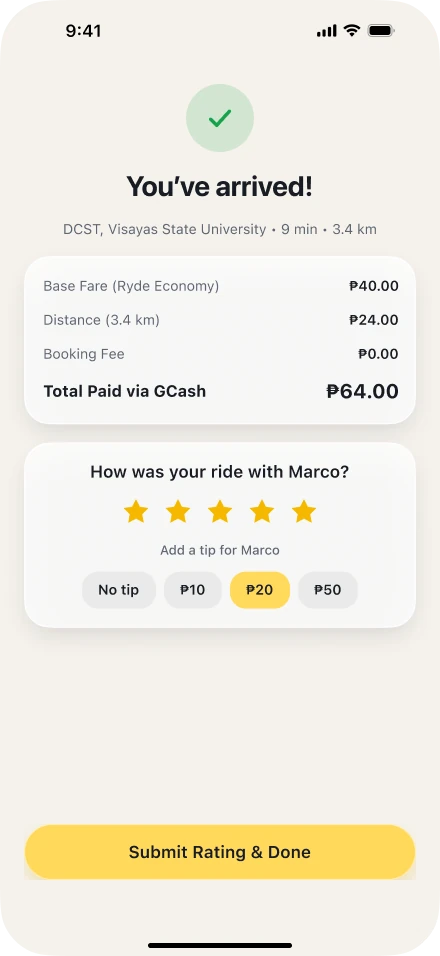 9:41
You’ve arrived!
DCST, Visayas State University • 9 min • 3.4 km
Base Fare (Ryde Economy) ₱40.00
Distance (3.4 km) ₱24.00
Booking Fee ₱0.00
Total Paid via GCash ₱64.00
How was your ride with Marco?
Add a tip for Marco
No tip ₱10 ₱20 ₱50
Submit Rating & Done